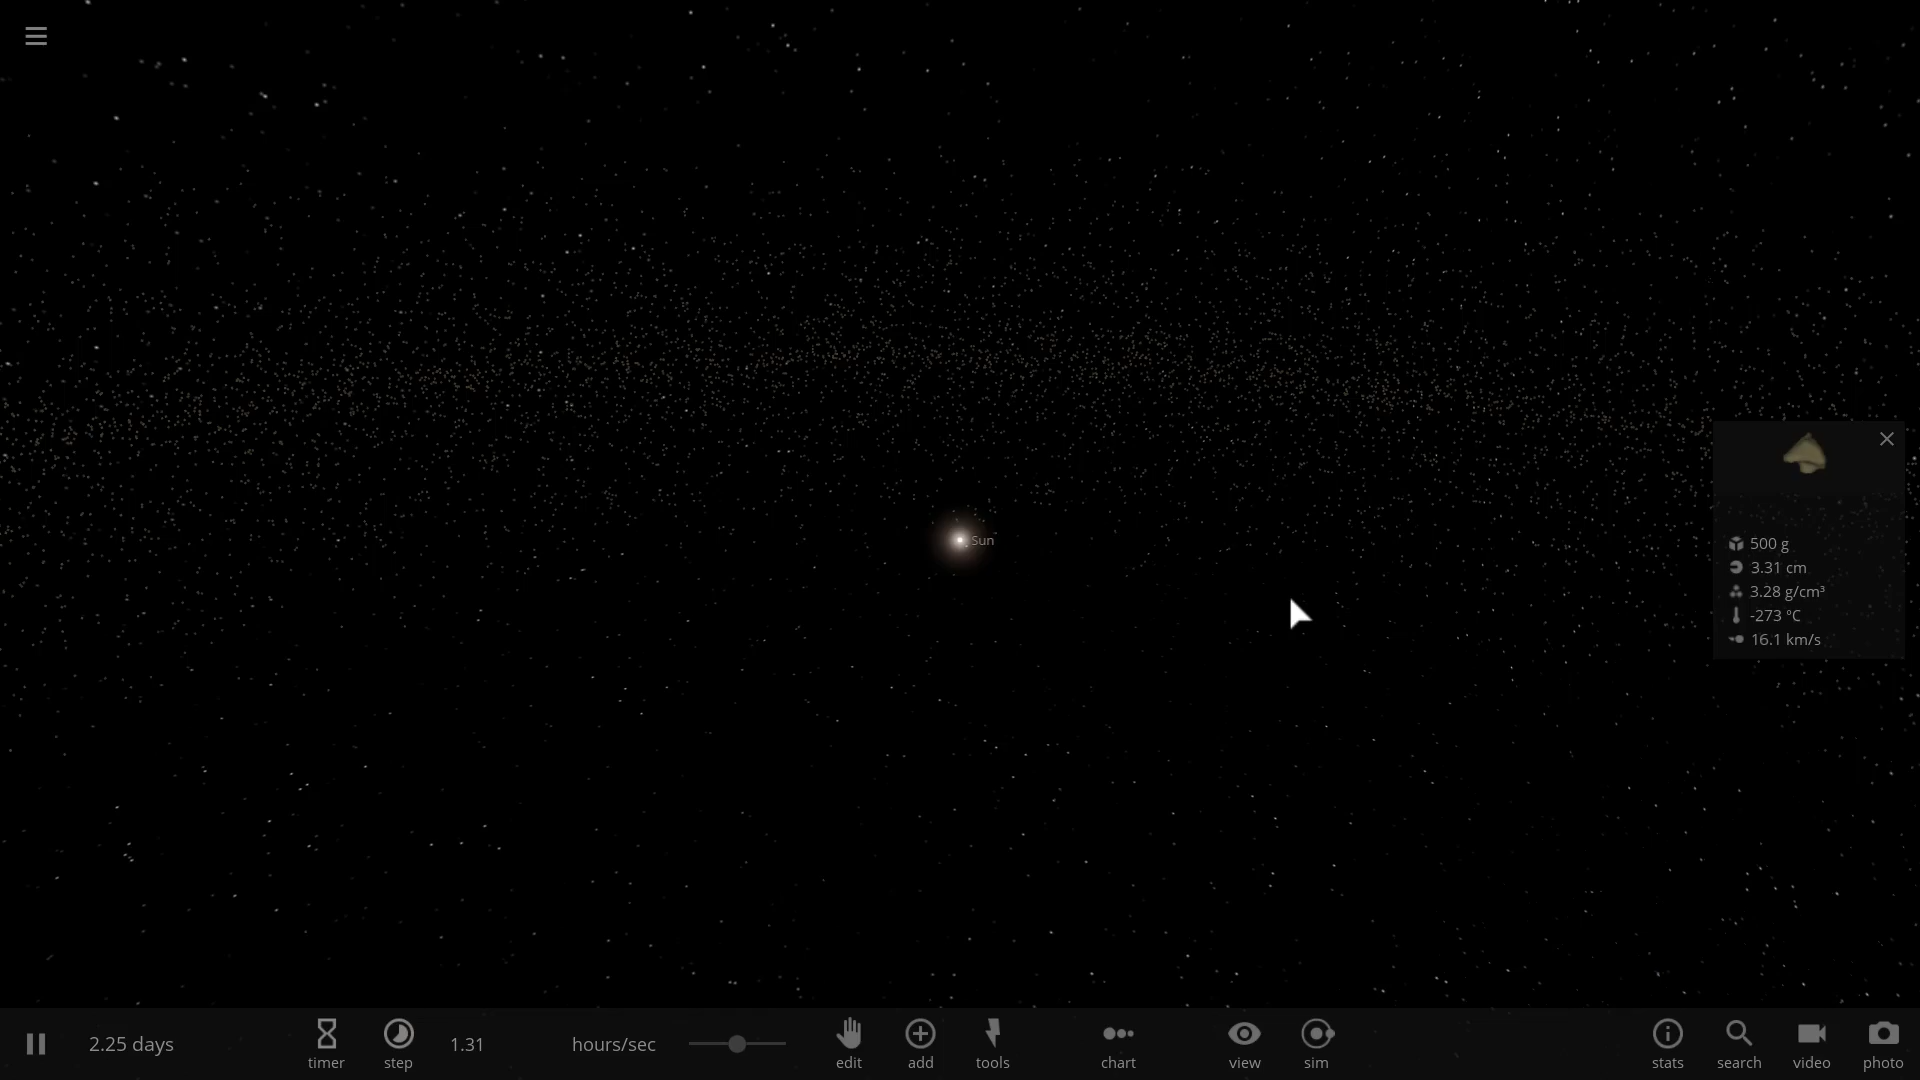 Sun
500 g
3.31 cm
3.28 g/cm³
-273 °C
16.1 km/s
2.25 days
timer
step
1.31
hours/sec
edit
add
tools
chart
view
sim
stats
search
video
photo